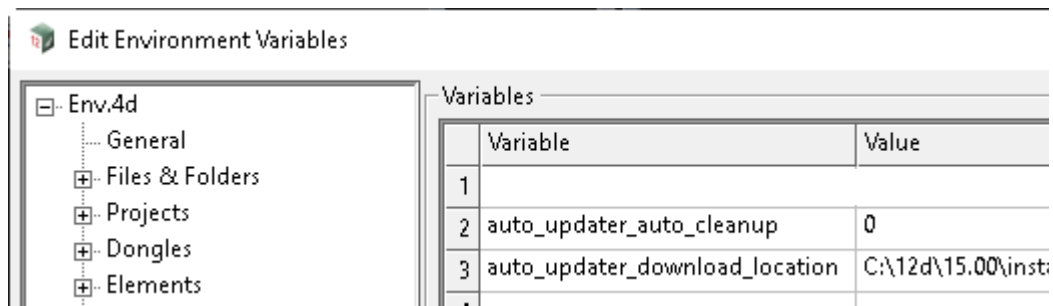 Edit Environment Variables
Env.4d
General
Files & Folders
Projects
Dongles
Elements
Variables
Variable Value
1
2 auto_updater_auto_cleanup 0
3 auto_updater_download_location C:\12d\15.00\insta